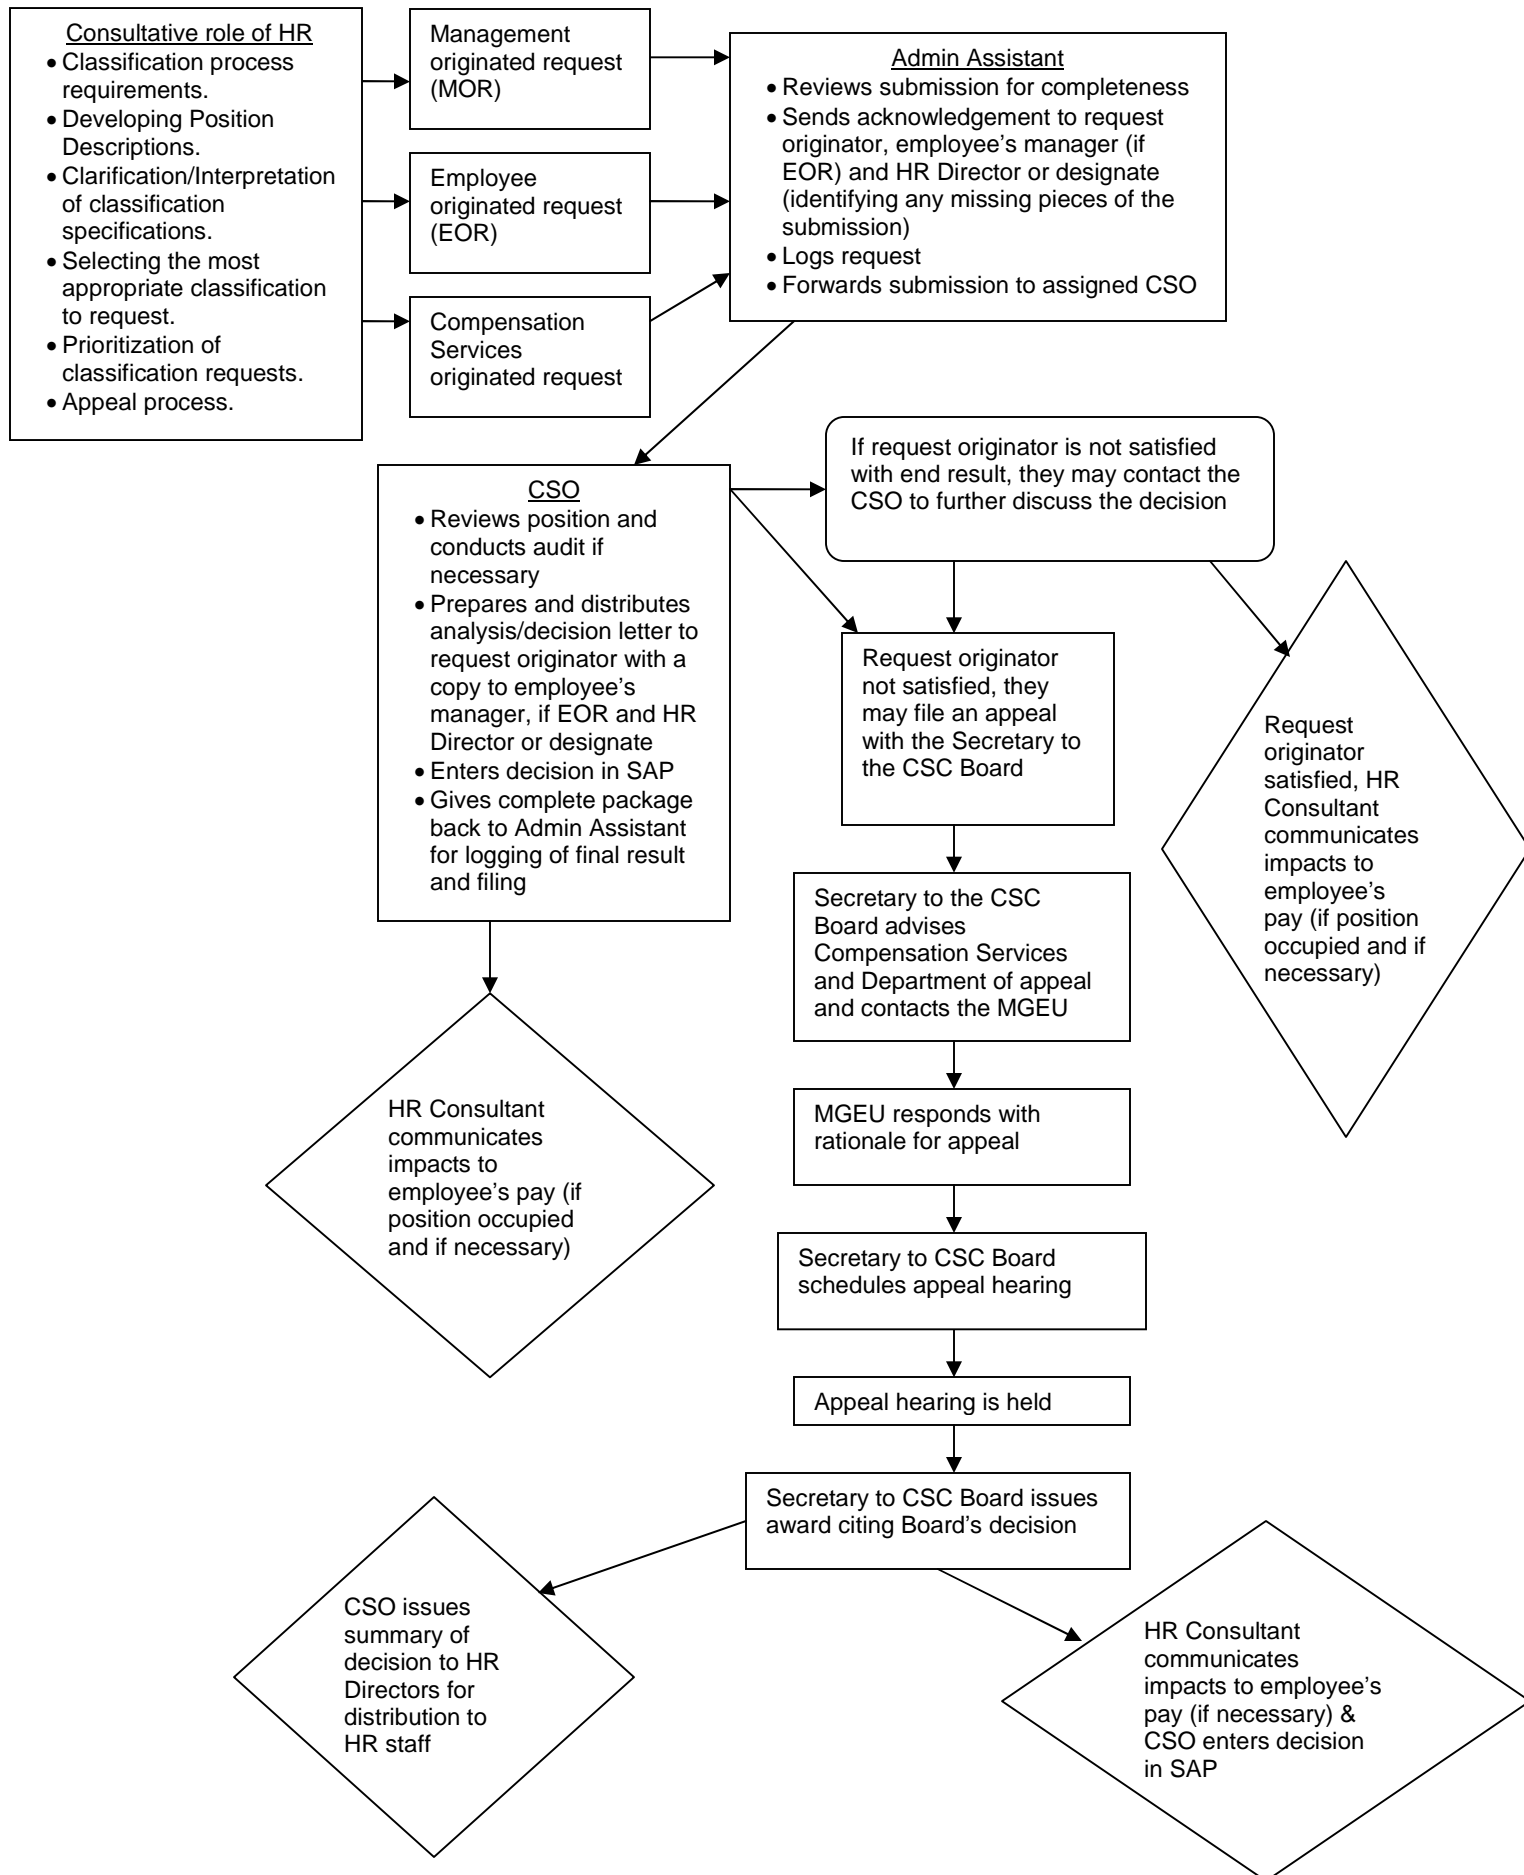 Consultative role of HR
• Classification process
requirements.
• Developing Position
Descriptions.
• Clarification/Interpretation
of classification
specifications.
• Selecting the most
appropriate classification
to request.
• Prioritization of
classification requests.
• Appeal process.
Management
originated request
(MOR)
Employee
originated request
(EOR)
Compensation
Services
originated request
Admin Assistant
• Reviews submission for completeness
• Sends acknowledgement to request
originator, employee’s manager (if
EOR) and HR Director or designate
(identifying any missing pieces of the
submission)
• Logs request
• Forwards submission to assigned CSO
CSO
• Reviews position and
conducts audit if
necessary
• Prepares and distributes
analysis/decision letter to
request originator with a
copy to employee’s
manager, if EOR and HR
Director or designate
• Enters decision in SAP
• Gives complete package
back to Admin Assistant
for logging of final result
and filing
If request originator is not satisfied
with end result, they may contact the
CSO to further discuss the decision
Request originator
not satisfied, they
may file an appeal
with the Secretary to
the CSC Board
Request
originator
satisfied, HR
Consultant
communicates
impacts to
employee’s
pay (if position
occupied and if
necessary)
Secretary to the CSC
Board advises
Compensation Services
and Department of appeal
and contacts the MGEU
HR Consultant
communicates
impacts to
employee’s pay (if
position occupied
and if necessary)
MGEU responds with
rationale for appeal
Secretary to CSC Board
schedules appeal hearing
Appeal hearing is held
Secretary to CSC Board issues
award citing Board’s decision
CSO issues
summary of
decision to HR
Directors for
distribution to
HR staff
HR Consultant
communicates
impacts to employee’s
pay (if necessary) &
CSO enters decision
in SAP